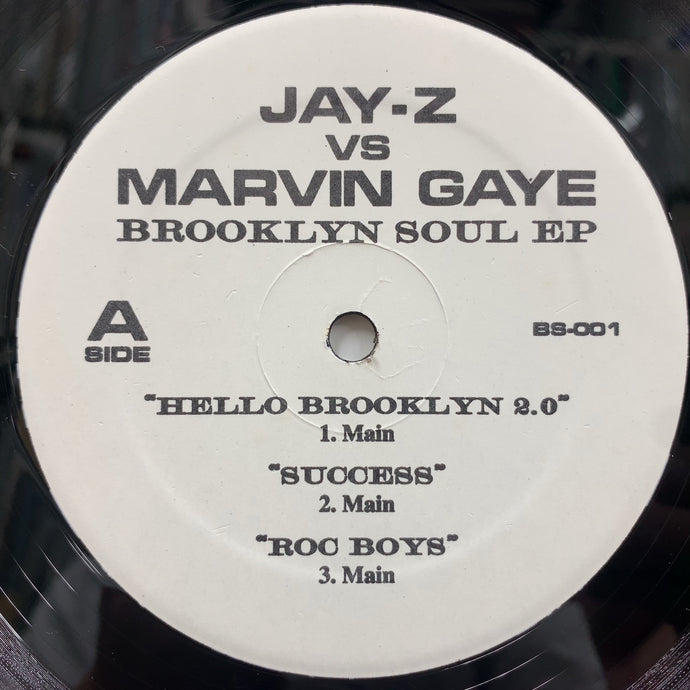 JAY-Z
VS
MARVIN GAYE
BROOKLYN SOUL EP
A
SIDE
BS-001
"HELLO BROOKLYN 2.0"
1. Main
"SUCCESS"
2. Main
"ROC BOYS"
3. Main